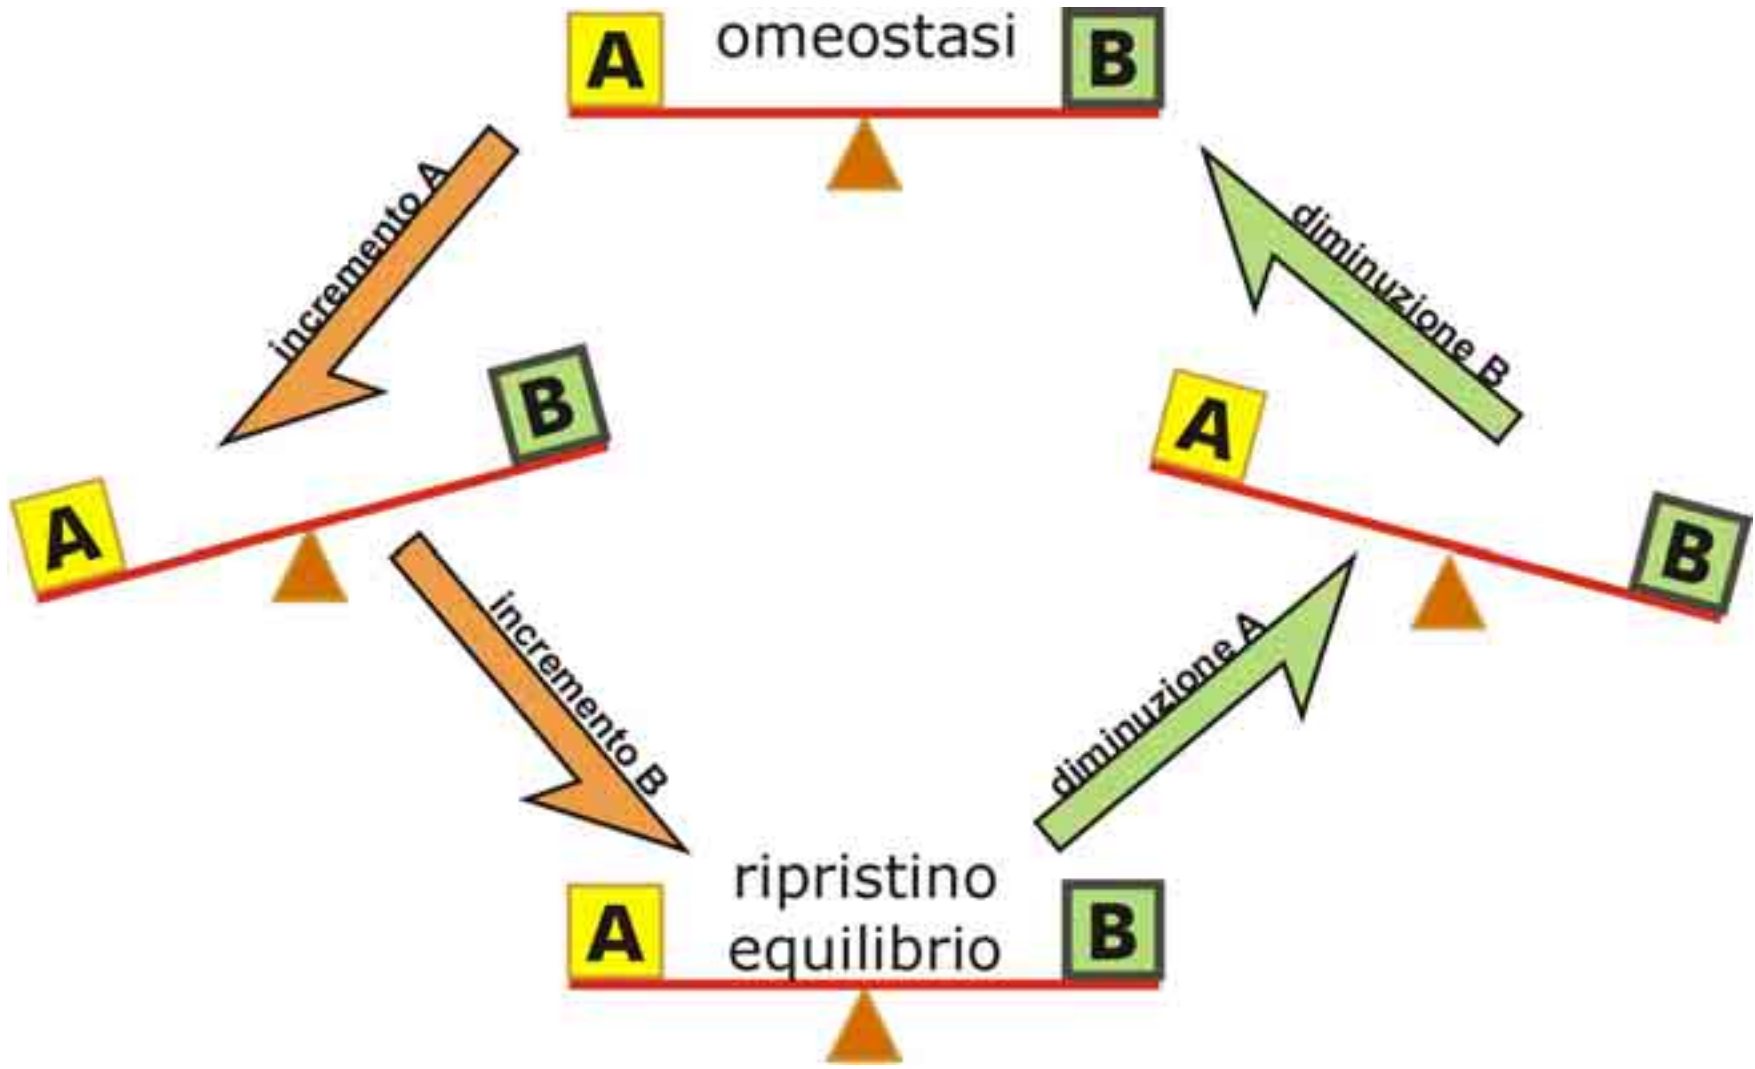 A omeostasi B
incremento A
diminuzione B
A B
A B
incremento B
diminuzione A
ripristino
A equilibrio B